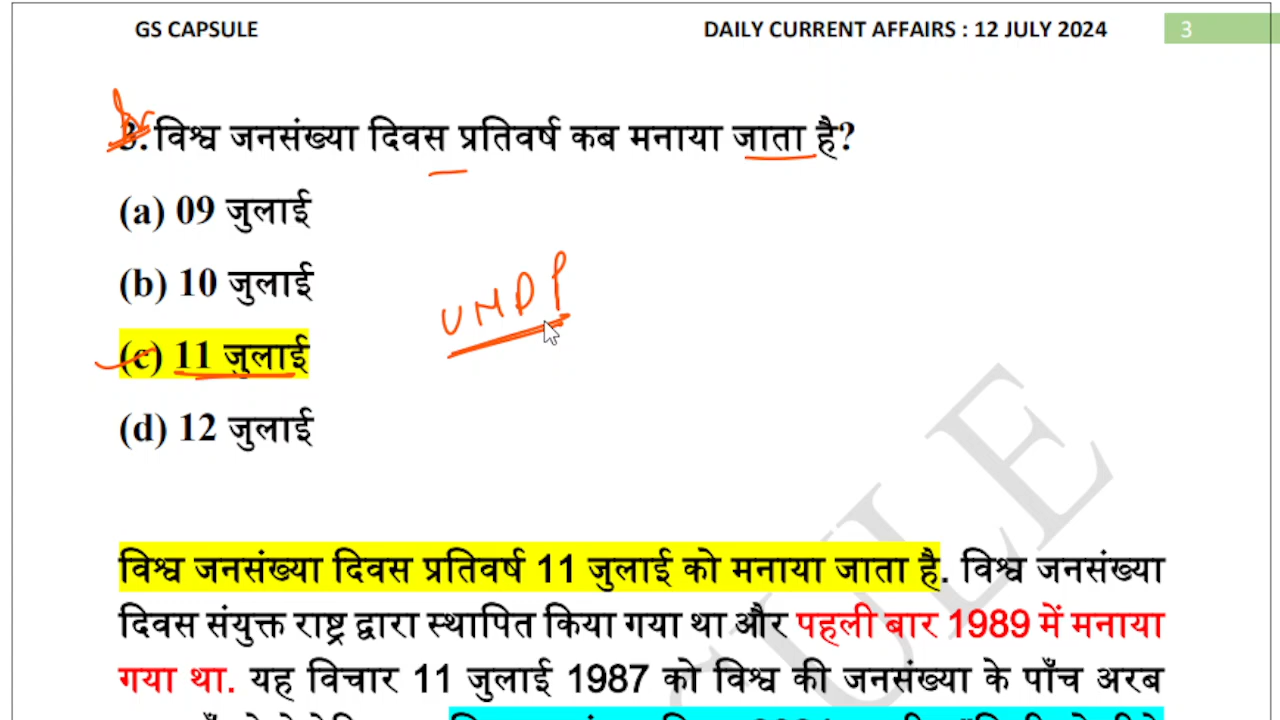 GS CAPSULE DAILY CURRENT AFFAIRS : 12 JULY 2024 3
3. विश्व जनसंख्या दिवस प्रतिवर्ष कब मनाया जाता है?
(a) 09 जुलाई
(b) 10 जुलाई
UNDP
(c) 11 जुलाई
(d) 12 जुलाई
विश्व जनसंख्या दिवस प्रतिवर्ष 11 जुलाई को मनाया जाता है. विश्व जनसंख्या
दिवस संयुक्त राष्ट्र द्वारा स्थापित किया गया था और पहली बार 1989 में मनाया
गया था. यह विचार 11 जुलाई 1987 को विश्व की जनसंख्या के पाँच अरब